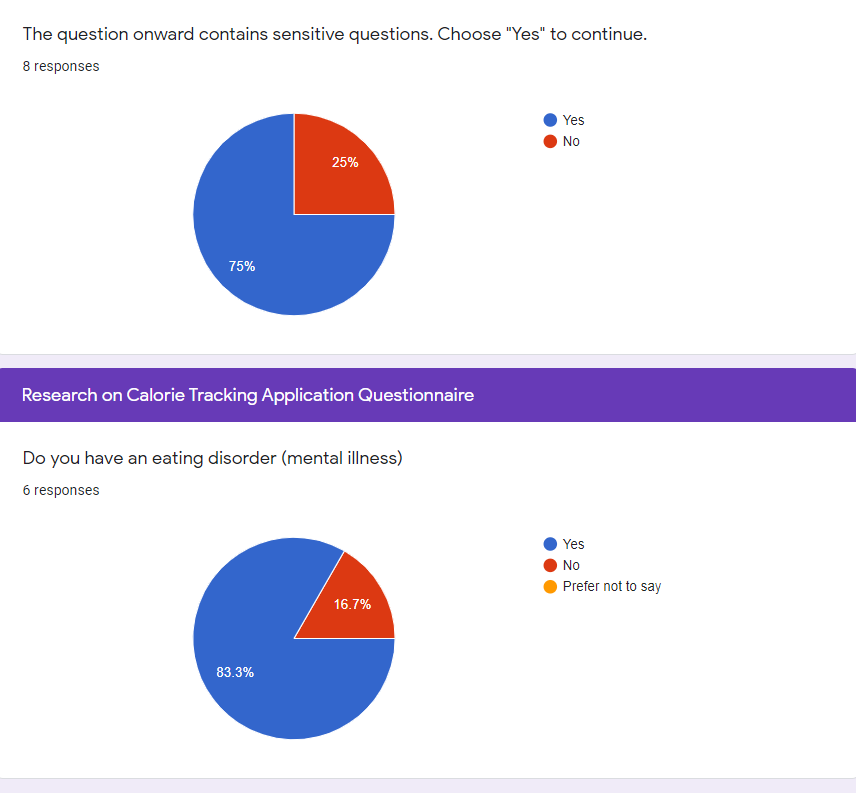 The question onward contains sensitive questions. Choose "Yes" to continue.
8 responses
Yes
No
25%
75%
Research on Calorie Tracking Application Questionnaire
Do you have an eating disorder (mental illness)
6 responses
Yes
No
Prefer not to say
16.7%
83.3%